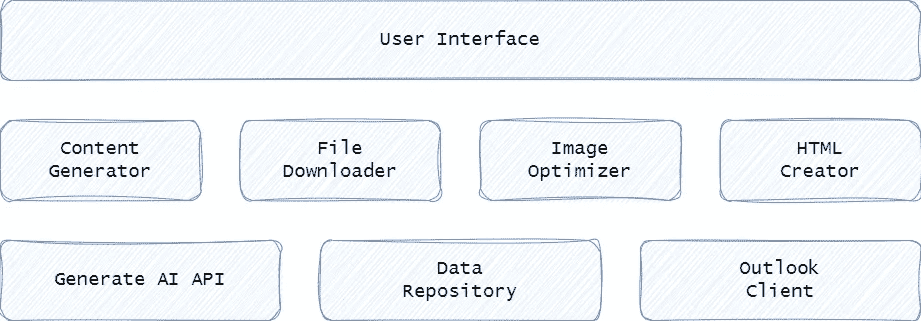 User Interface
Content
Generator
File
Downloader
Image
Optimizer
HTML
Creator
Generate AI API
Data
Repository
Outlook
Client